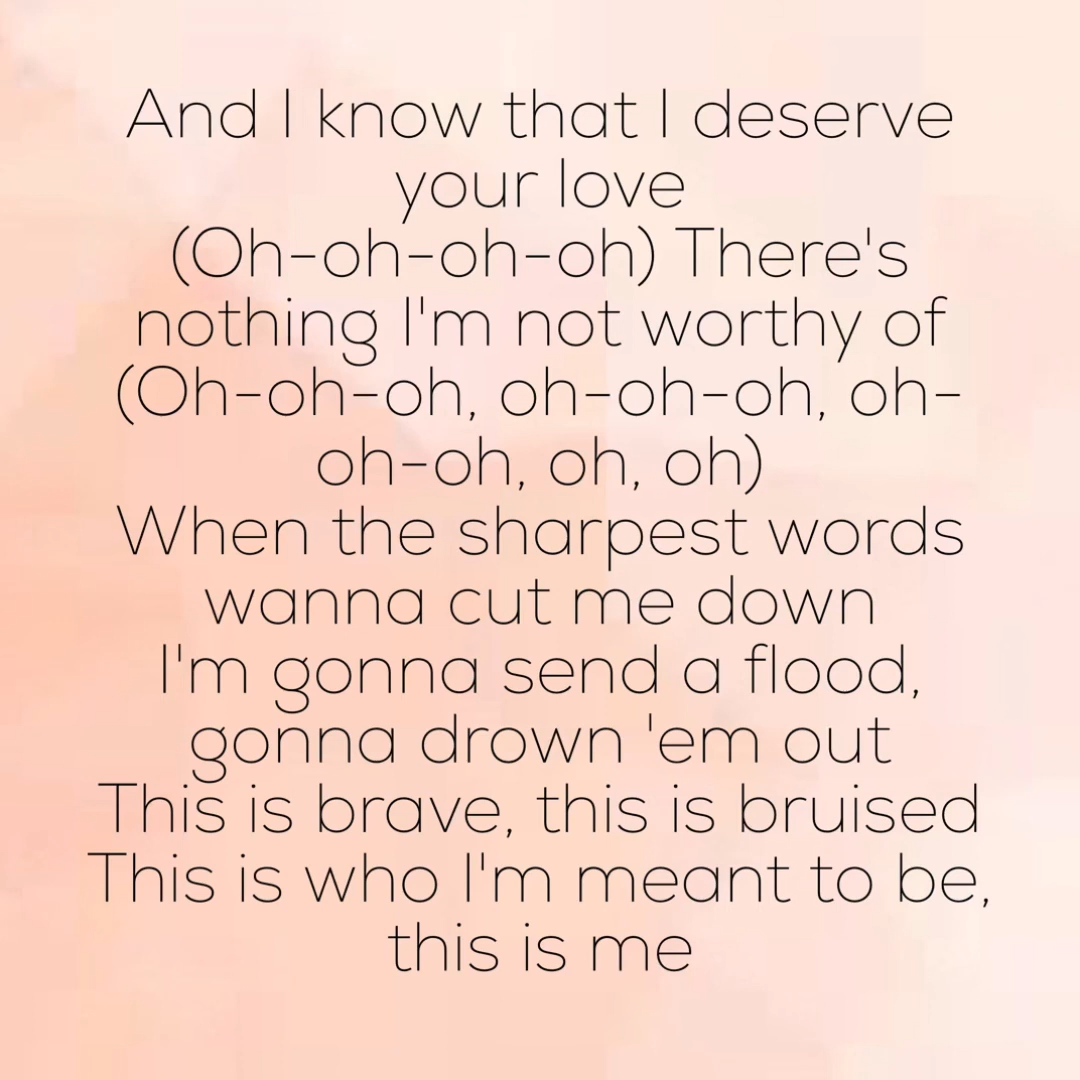 And I know that I deserve
your love
(Oh-oh-oh-oh) There's
nothing I'm not worthy of
(Oh-oh-oh, oh-oh-oh, oh-
oh-oh, oh, oh)
When the sharpest words
wanna cut me down
I'm gonna send a flood,
gonna drown 'em out
This is brave, this is bruised
This is who I'm meant to be,
this is me